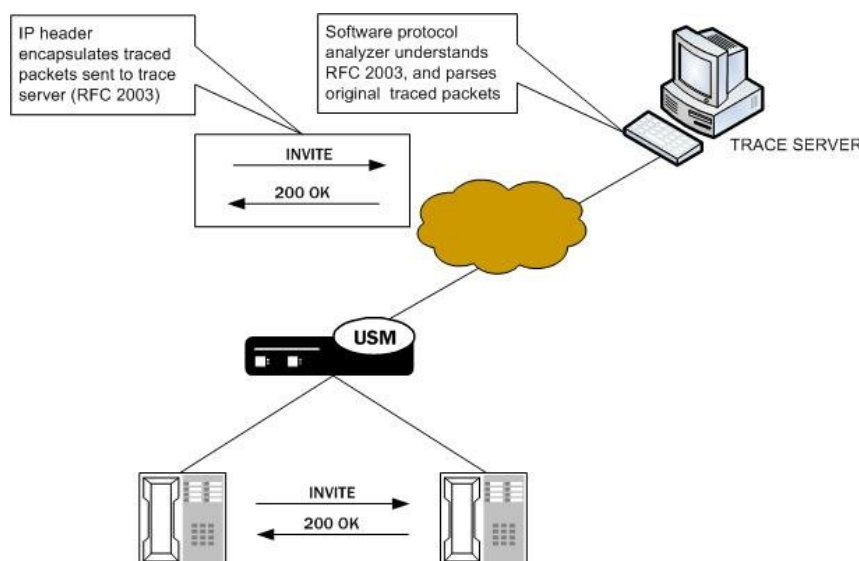 IP header
encapsulates traced
packets sent to trace
server (RFC 2003)
Software protocol
analyzer understands
RFC 2003, and parses
original traced packets
TRACE SERVER
INVITE
200 OK
USM
INVITE
200 OK